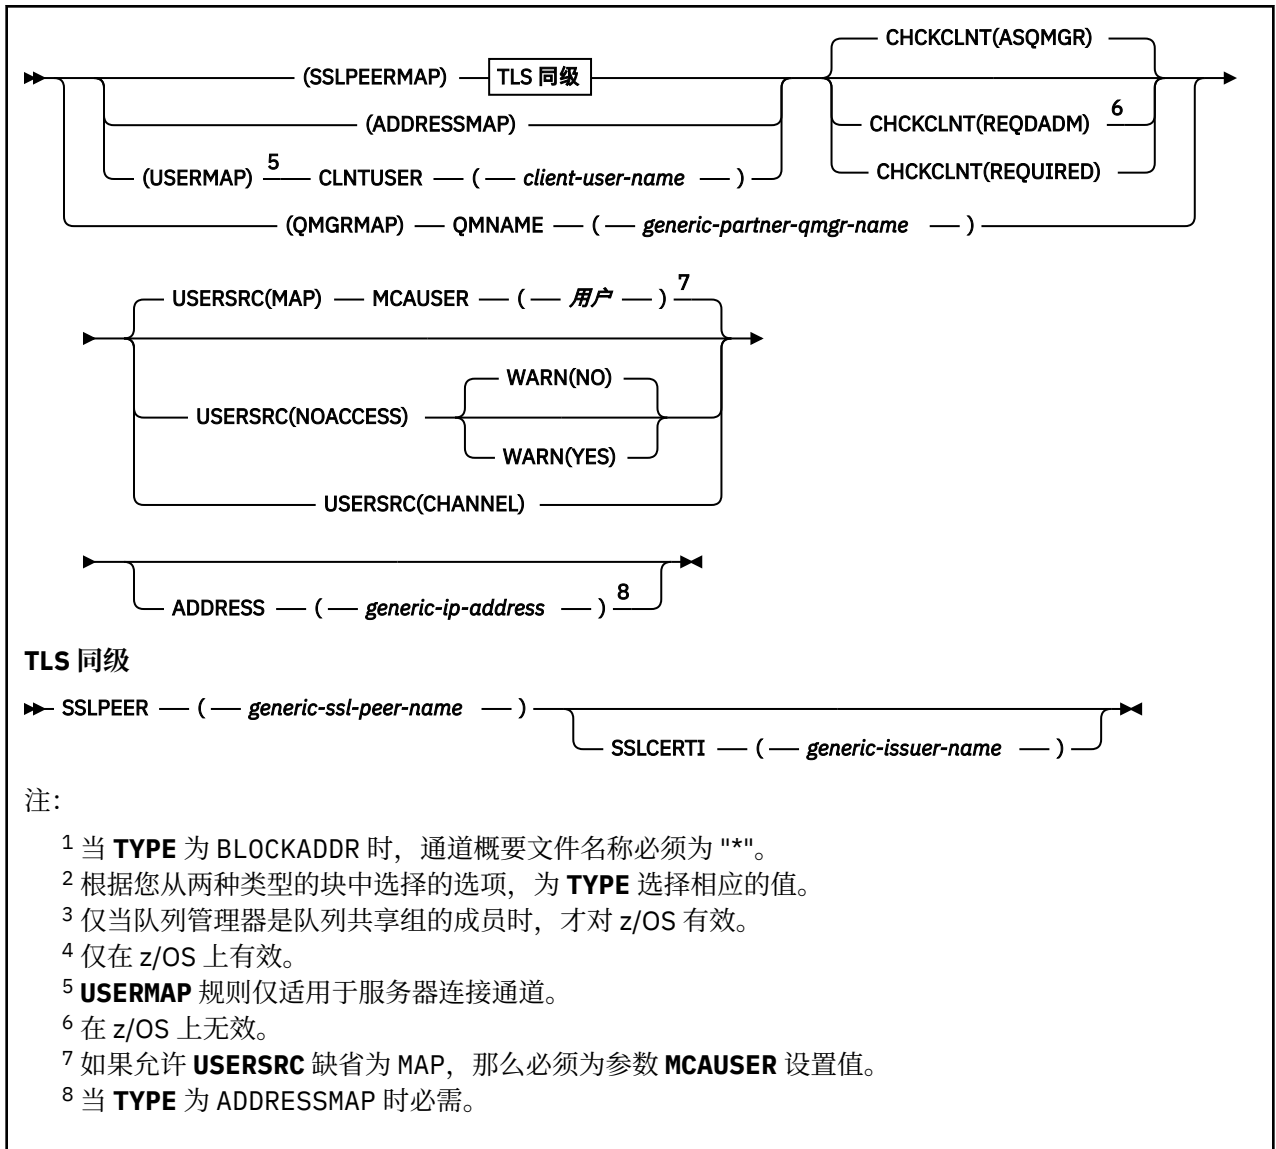 CHCKCLNT(ASQMGR)
(SSLPEERMAP) TLS 同级
(ADDRESSMAP) CHCKCLNT(REQDADM) 6
(USERMAP) 5 CLNTUSER ( client-user-name ) CHCKCLNT(REQUIRED)
(QMGRMAP) QMNAME ( generic-partner-qmgr-name )
USERSRC(MAP) MCAUSER ( 用户 ) 7
WARN(NO)
USERSRC(NOACCESS)
WARN(YES)
USERSRC(CHANNEL)
ADDRESS ( generic-ip-address ) 8
TLS 同级
SSLPEER ( generic-ssl-peer-name )
SSLCERTI ( generic-issuer-name )
注：
1 当 TYPE 为 BLOCKADDR 时，通道概要文件名称必须为 "*"。
2 根据您从两种类型的块中选择的选项，为 TYPE 选择相应的值。
3 仅当队列管理器是队列共享组的成员时，才对 z/OS 有效。
4 仅在 z/OS 上有效。
5 USERMAP 规则仅适用于服务器连接通道。
6 在 z/OS 上无效。
7 如果允许 USERSRC 缺省为 MAP，那么必须为参数 MCAUSER 设置值。
8 当 TYPE 为 ADDRESSMAP 时必需。